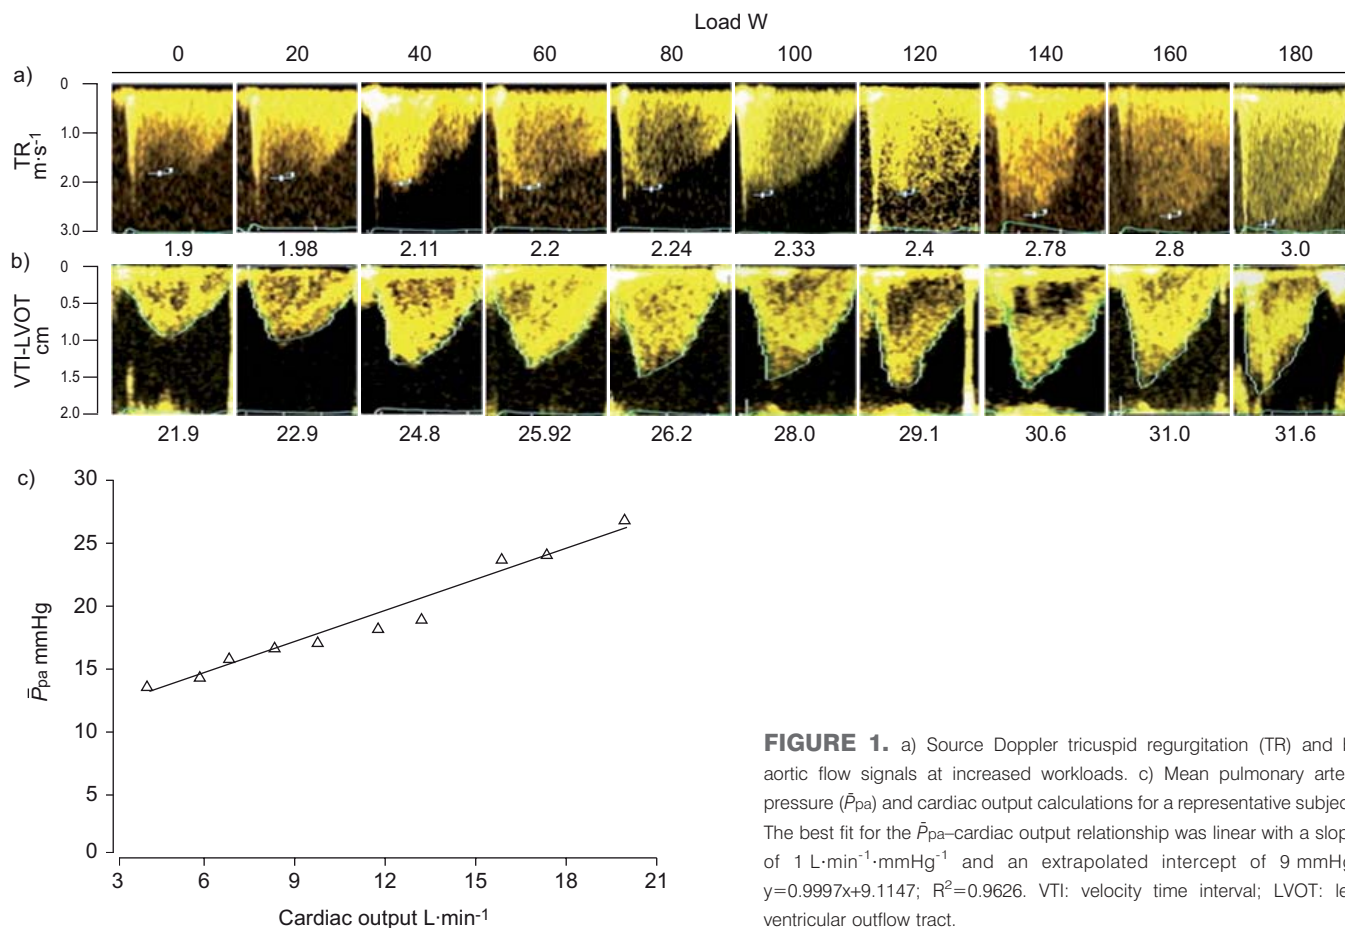 Load W
0 20 40 60 80 100 120 140 160 180
a)
TR
m·s⁻¹
0
1.0
2.0
3.0
1.9 1.98 2.11 2.2 2.24 2.33 2.4 2.78 2.8 3.0
b)
VTI-LVOT
cm
0
0.5
1.0
1.5
2.0
21.9 22.9 24.8 25.92 26.2 28.0 29.1 30.6 31.0 31.6
c)
P̄pa mmHg
30
25
20
15
10
5
0
3 6 9 12 15 18 21
Cardiac output L·min⁻¹
FIGURE 1. a) Source Doppler tricuspid regurgitation (TR) and
aortic flow signals at increased workloads. c) Mean pulmonary
pressure (P̄pa) and cardiac output calculations for a representative
The best fit for the P̄pa–cardiac output relationship was linear with a
of 1 L·min⁻¹·mmHg⁻¹ and an extrapolated intercept of 9 mmHg
y=0.9997x+9.1147; R²=0.9626. VTI: velocity time interval; LVOT:
ventricular outflow tract.